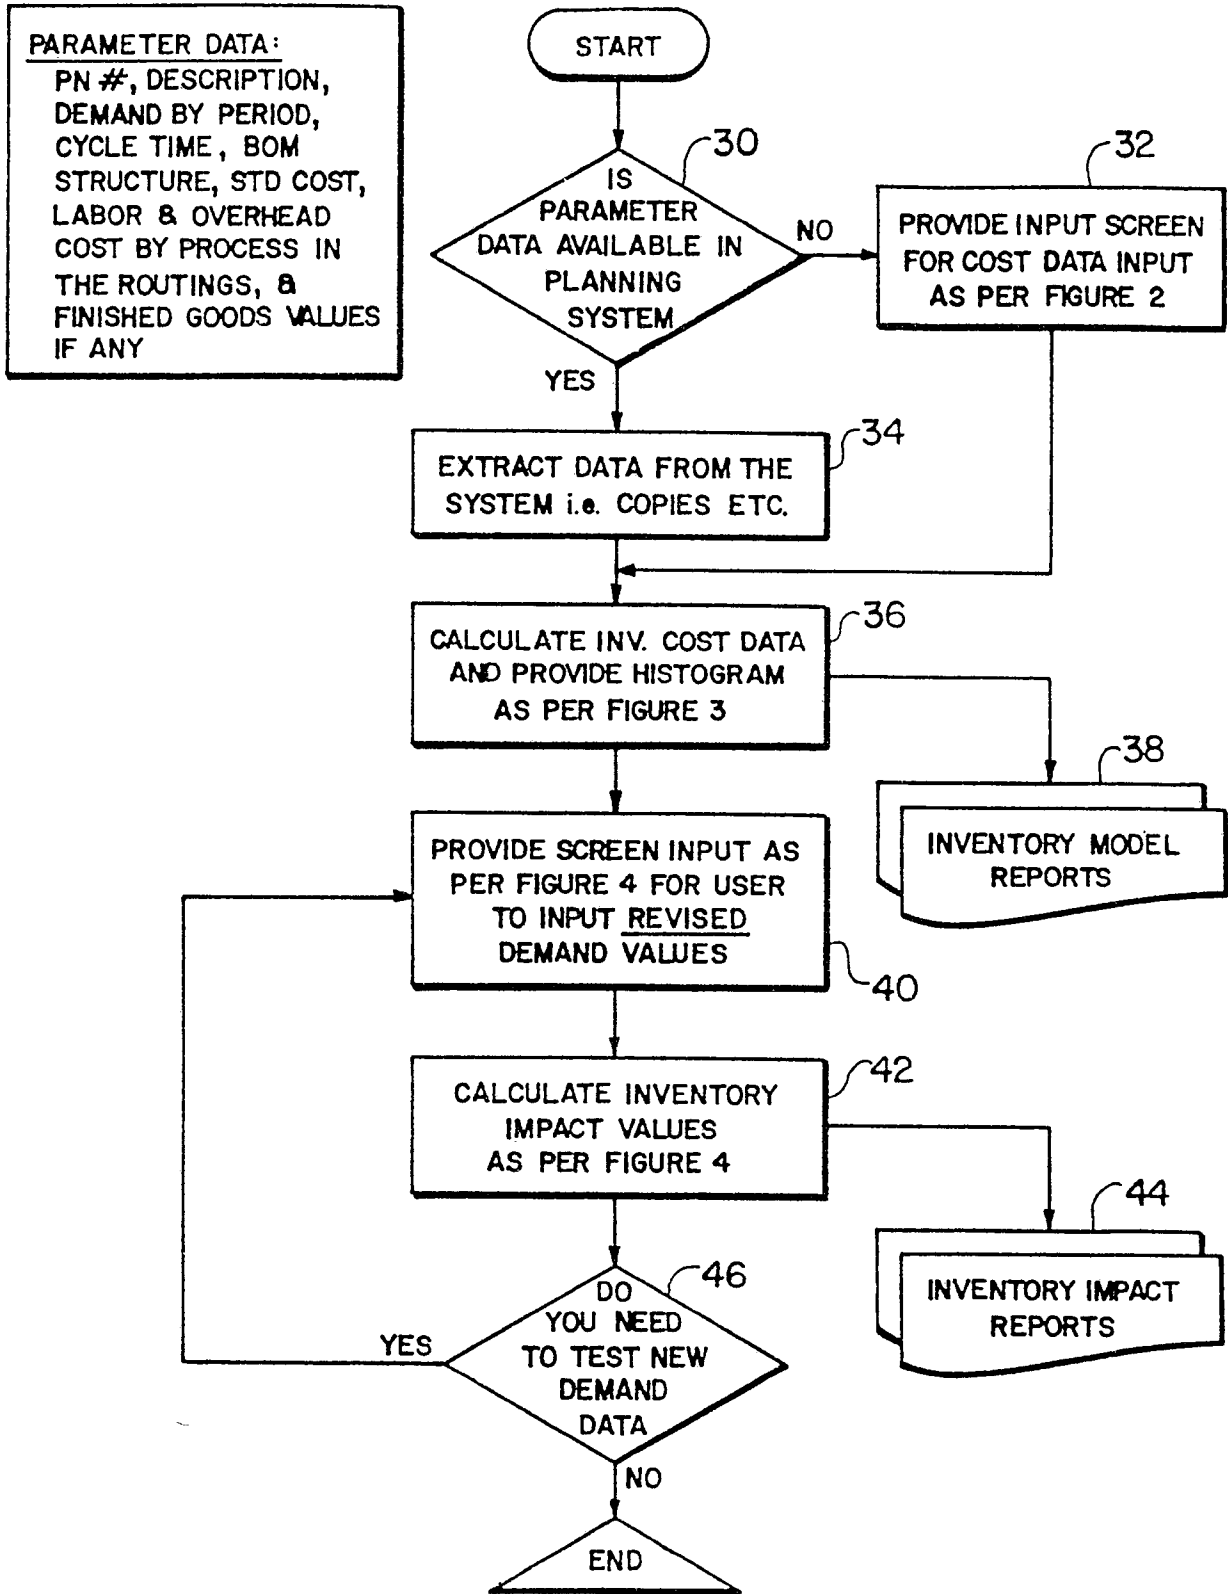 PARAMETER DATA:
PN #, DESCRIPTION,
DEMAND BY PERIOD,
CYCLE TIME, BOM
STRUCTURE, STD COST,
LABOR & OVERHEAD
COST BY PROCESS IN
THE ROUTINGS, &
FINISHED GOODS VALUES
IF ANY
START
30
IS
PARAMETER
DATA AVAILABLE IN
PLANNING
SYSTEM
NO
YES
32
PROVIDE INPUT SCREEN
FOR COST DATA INPUT
AS PER FIGURE 2
34
EXTRACT DATA FROM THE
SYSTEM i.e. COPIES ETC.
36
CALCULATE INV. COST DATA
AND PROVIDE HISTOGRAM
AS PER FIGURE 3
38
INVENTORY MODEL
REPORTS
PROVIDE SCREEN INPUT AS
PER FIGURE 4 FOR USER
TO INPUT REVISED
DEMAND VALUES
40
42
CALCULATE INVENTORY
IMPACT VALUES
AS PER FIGURE 4
44
INVENTORY IMPACT
REPORTS
46
DO
YOU NEED
TO TEST NEW
DEMAND
DATA
YES
NO
END